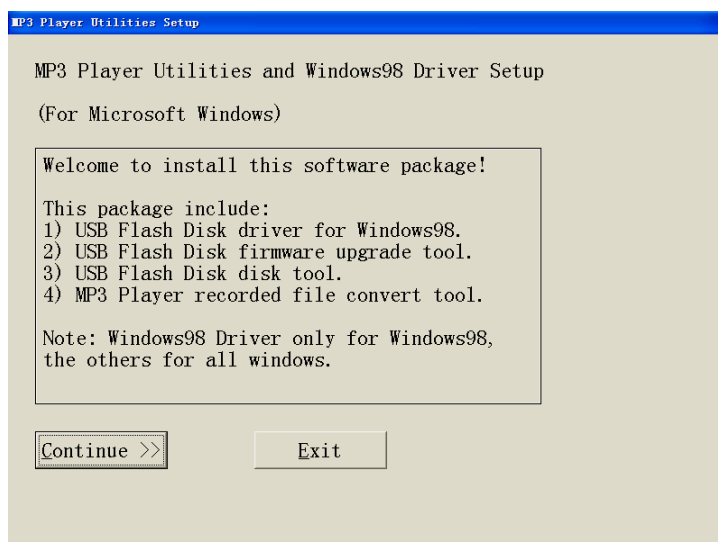 MP3 Player Utilities Setup
MP3 Player Utilities and Windows98 Driver Setup
(For Microsoft Windows)
Welcome to install this software package!
This package include:
1) USB Flash Disk driver for Windows98.
2) USB Flash Disk firmware upgrade tool.
3) USB Flash Disk disk tool.
4) MP3 Player recorded file convert tool.
Note: Windows98 Driver only for Windows98,
the others for all windows.
Continue >>
Exit